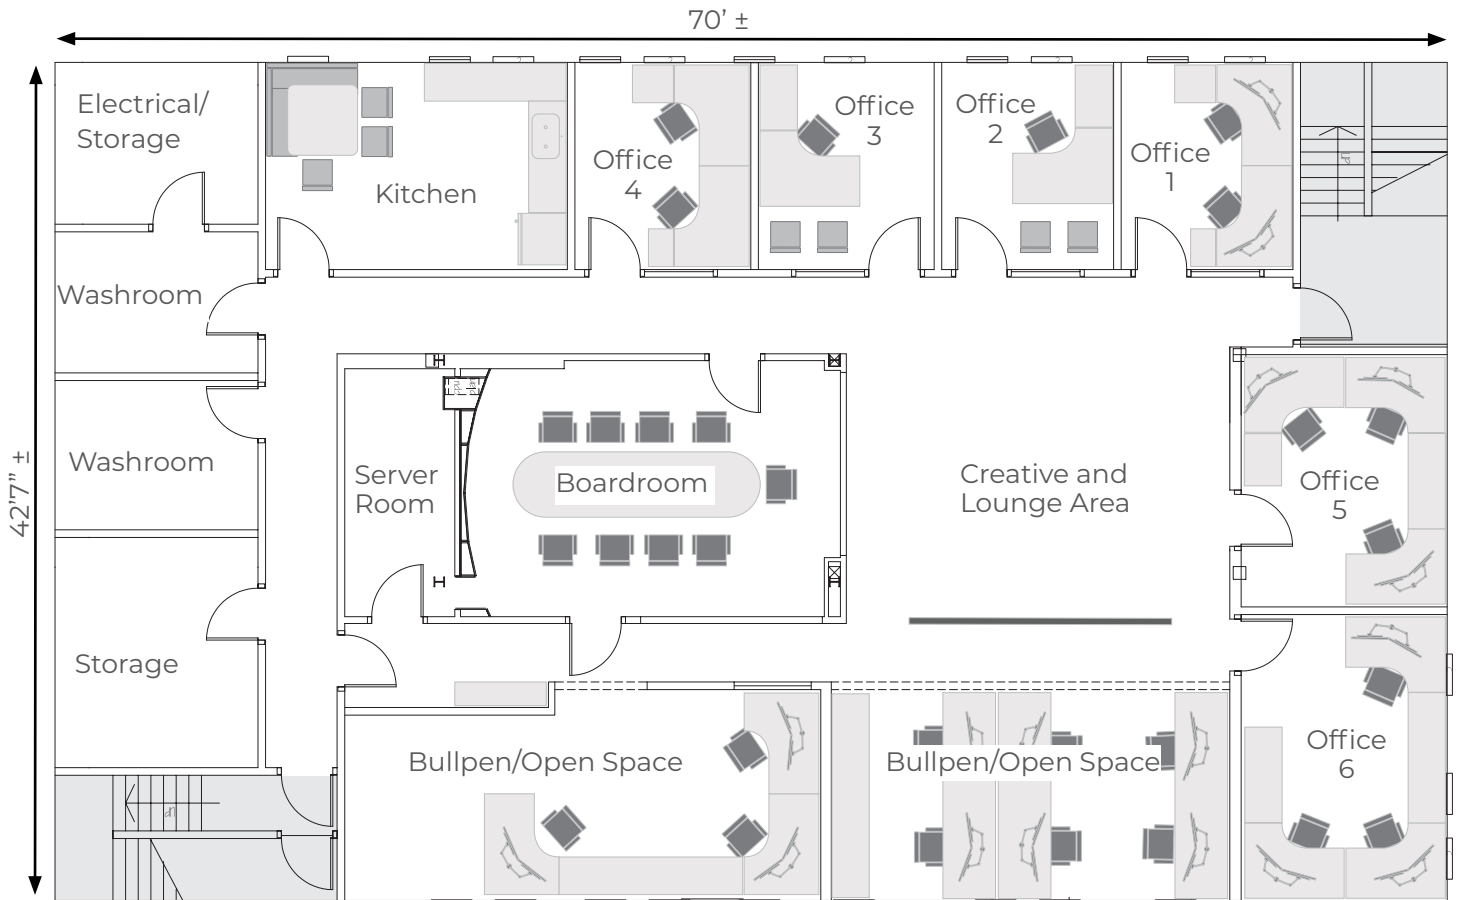 70’ ±
Electrical/
Storage
Kitchen
Office
4
Office
3
Office
2
Office
1
Washroom
Washroom
42’7” ±
Server
Room
Boardroom
Creative and
Lounge Area
Office
5
Storage
Bullpen/Open Space
Bullpen/Open Space
Office
6